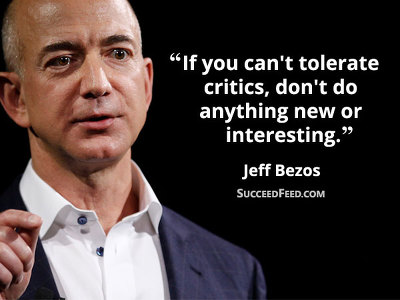 “If you can't tolerate
critics, don't do
anything new or
interesting.”
Jeff Bezos
SUCCEEDFEED.COM